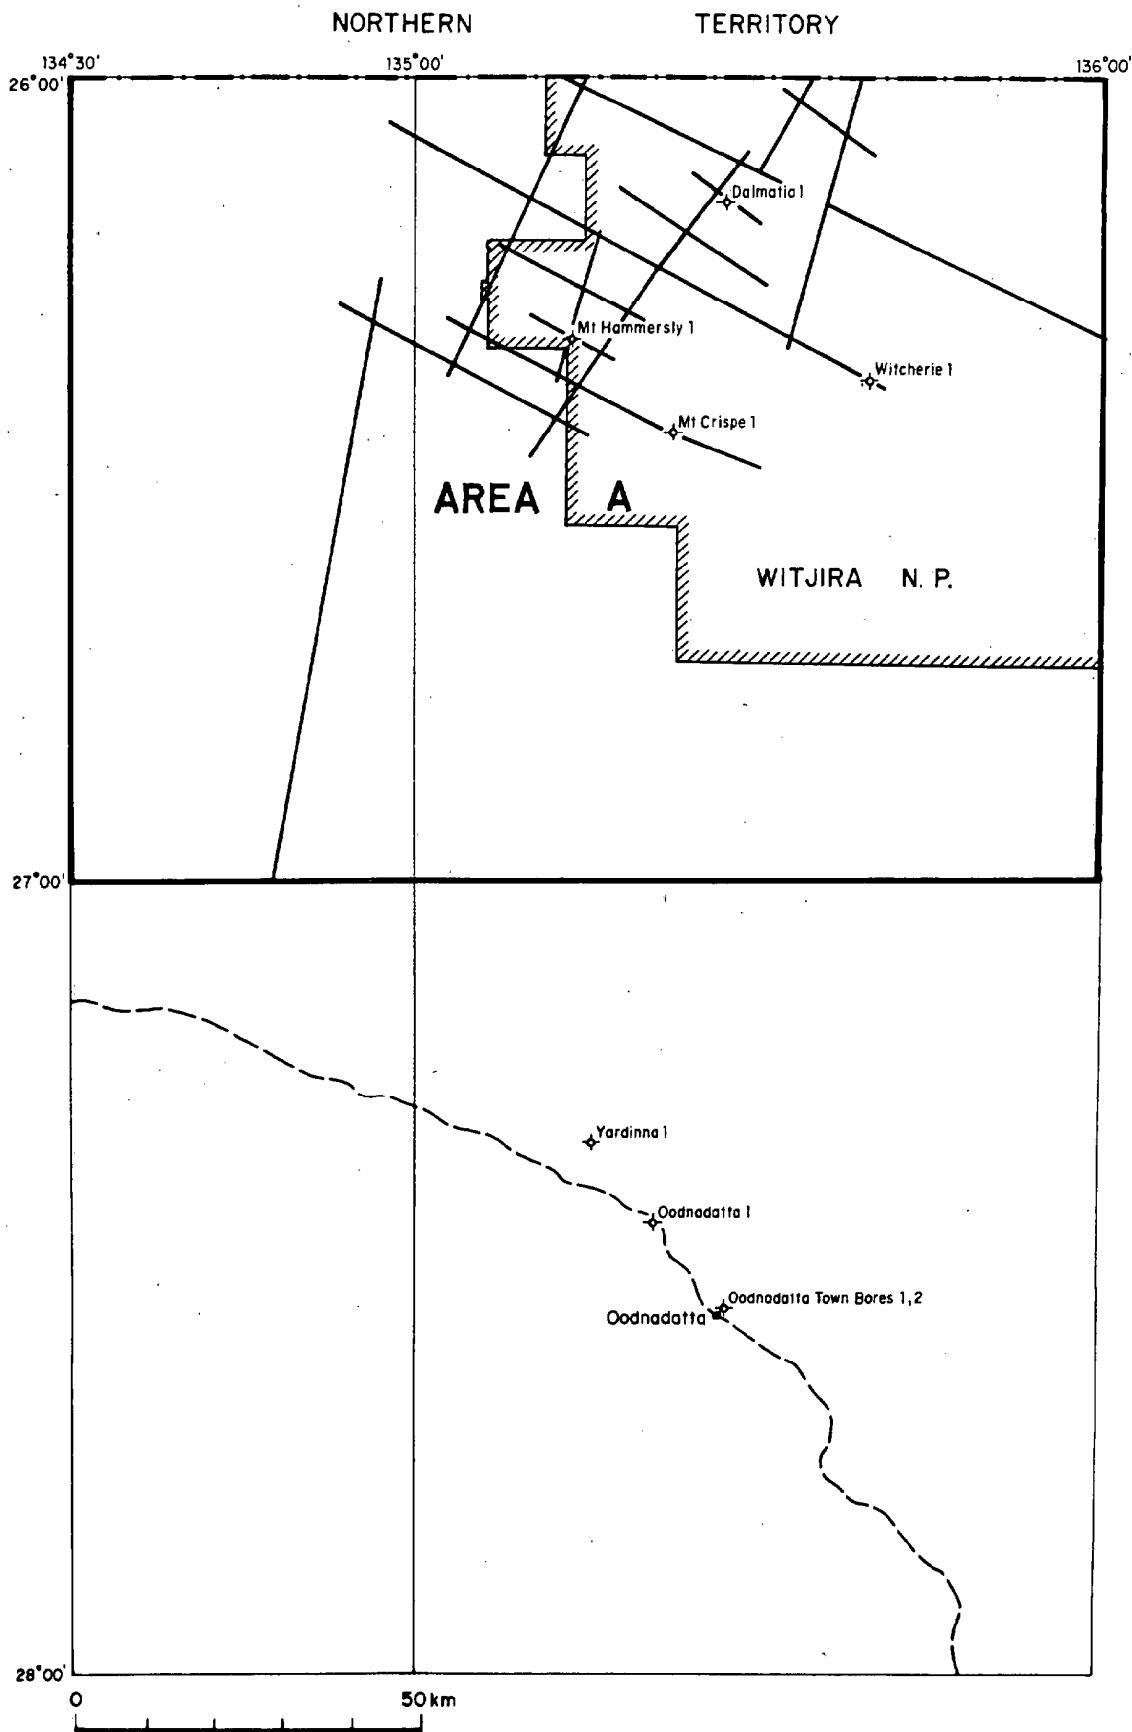 NORTHERN TERRITORY
134°30' 135°00' 136°00'
26°00'
Dalmatia 1
Mt Hammersly 1
Witcherie 1
Mt Crispe 1
AREA A
WITJIRA N. P.
27°00'
Yardinna 1
Oodnadatta 1
Oodnadatta Town Bores 1,2
Oodnadatta
28°00'
0 50 km